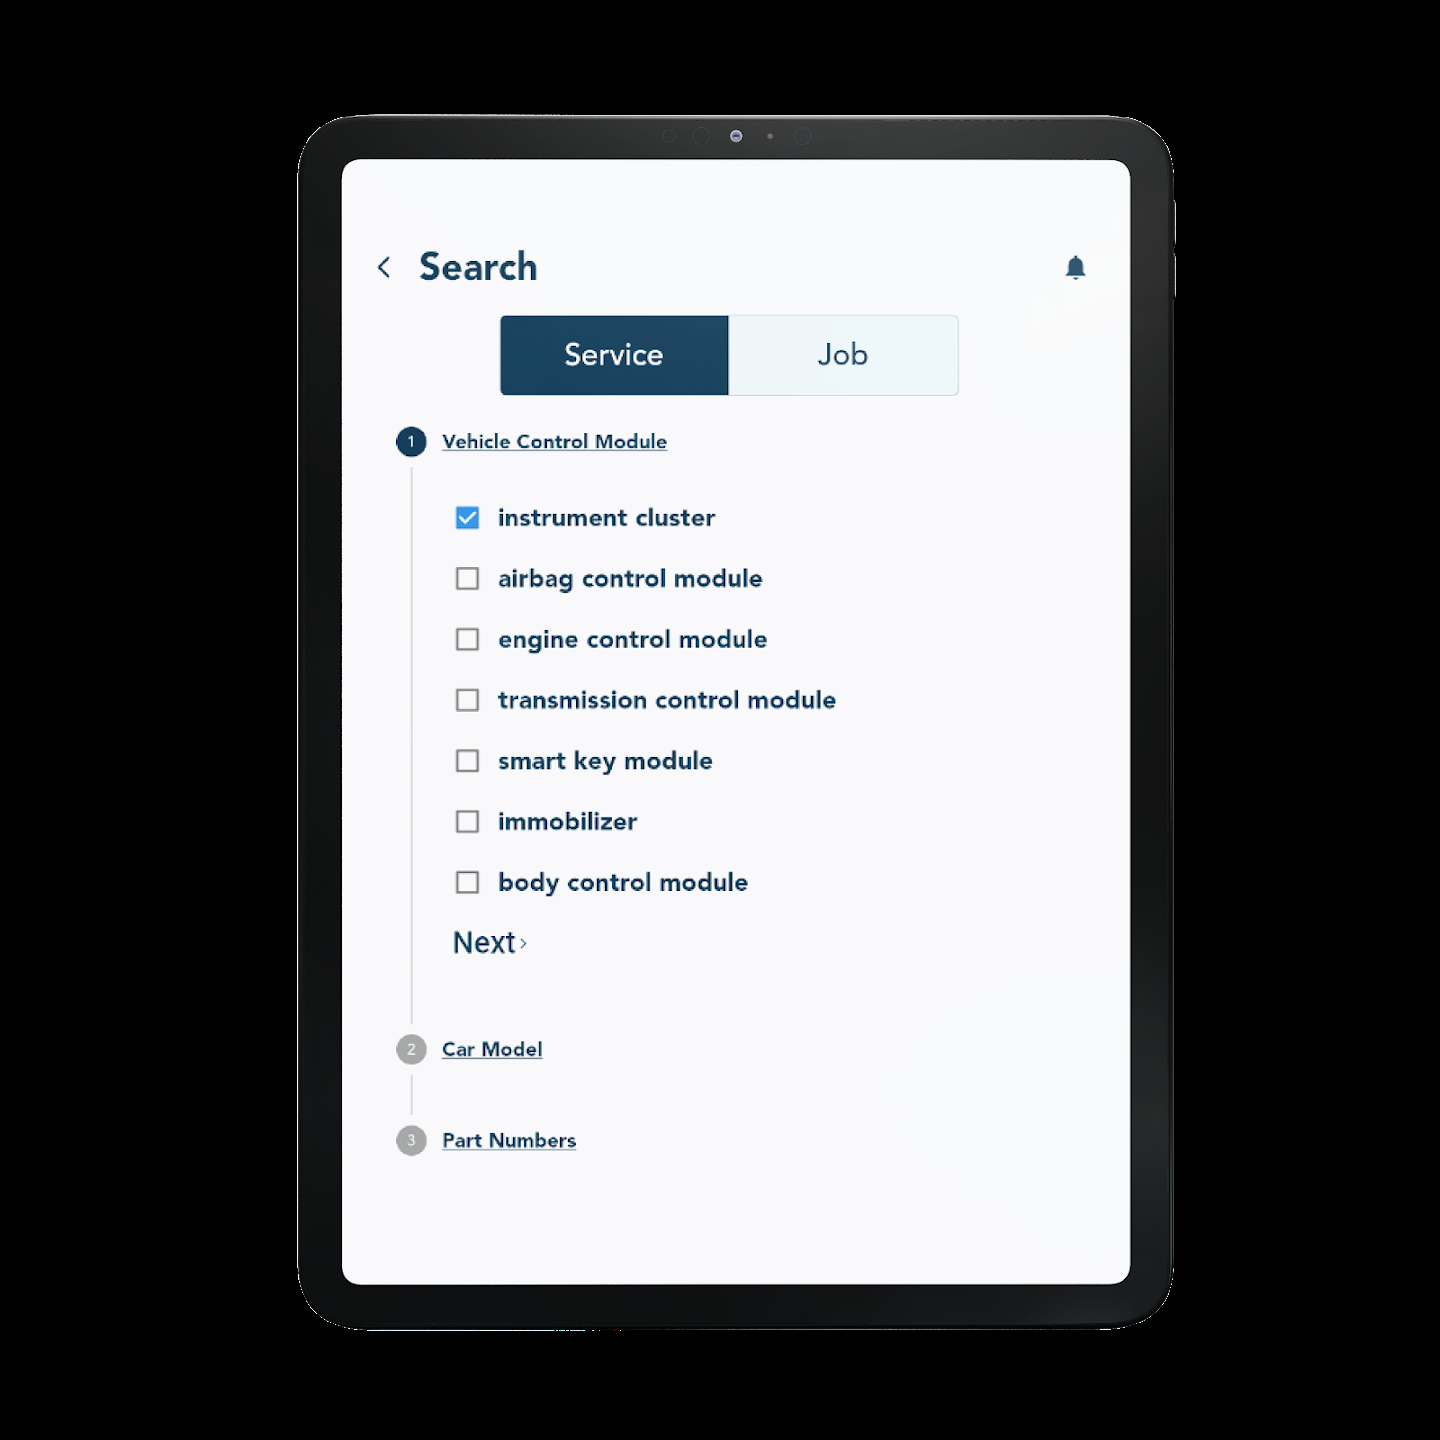 Search
Service
Job
1 Vehicle Control Module
instrument cluster
airbag control module
engine control module
transmission control module
smart key module
immobilizer
body control module
Next
2 Car Model
3 Part Numbers